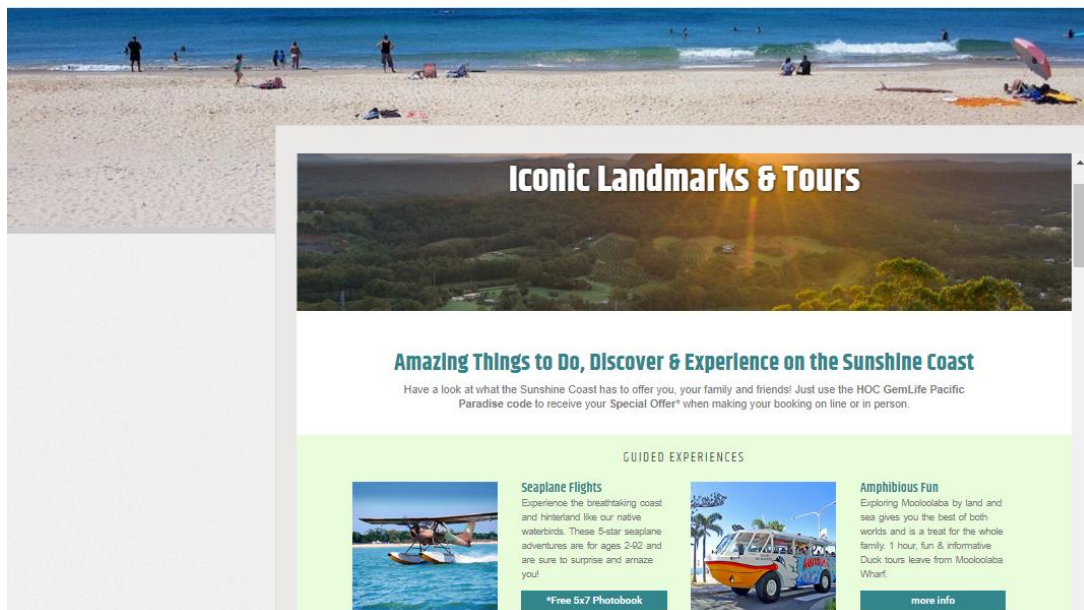 Iconic Landmarks & Tours
Amazing Things to Do, Discover & Experience on the Sunshine Coast
Have a look at what the Sunshine Coast has to offer you, your family and friends! Just use the HOC GemLife Pacific
Paradise code to receive your Special Offer* when making your booking on line or in person.
GUIDED EXPERIENCES
Seaplane Flights
Experience the breathtaking coast
and hinterland like our native
waterbirds. These 5-star seaplane
adventures are for ages 2-92 and
are sure to surprise and amaze
you!
*Free 5x7 Photobook
Amphibious Fun
Exploring Mooloolaba by land and
sea gives you the best of both
worlds and is a treat for the whole
family. 1 hour, fun & informative
Duck tours leave from Mooloolaba
Wharf.
more info